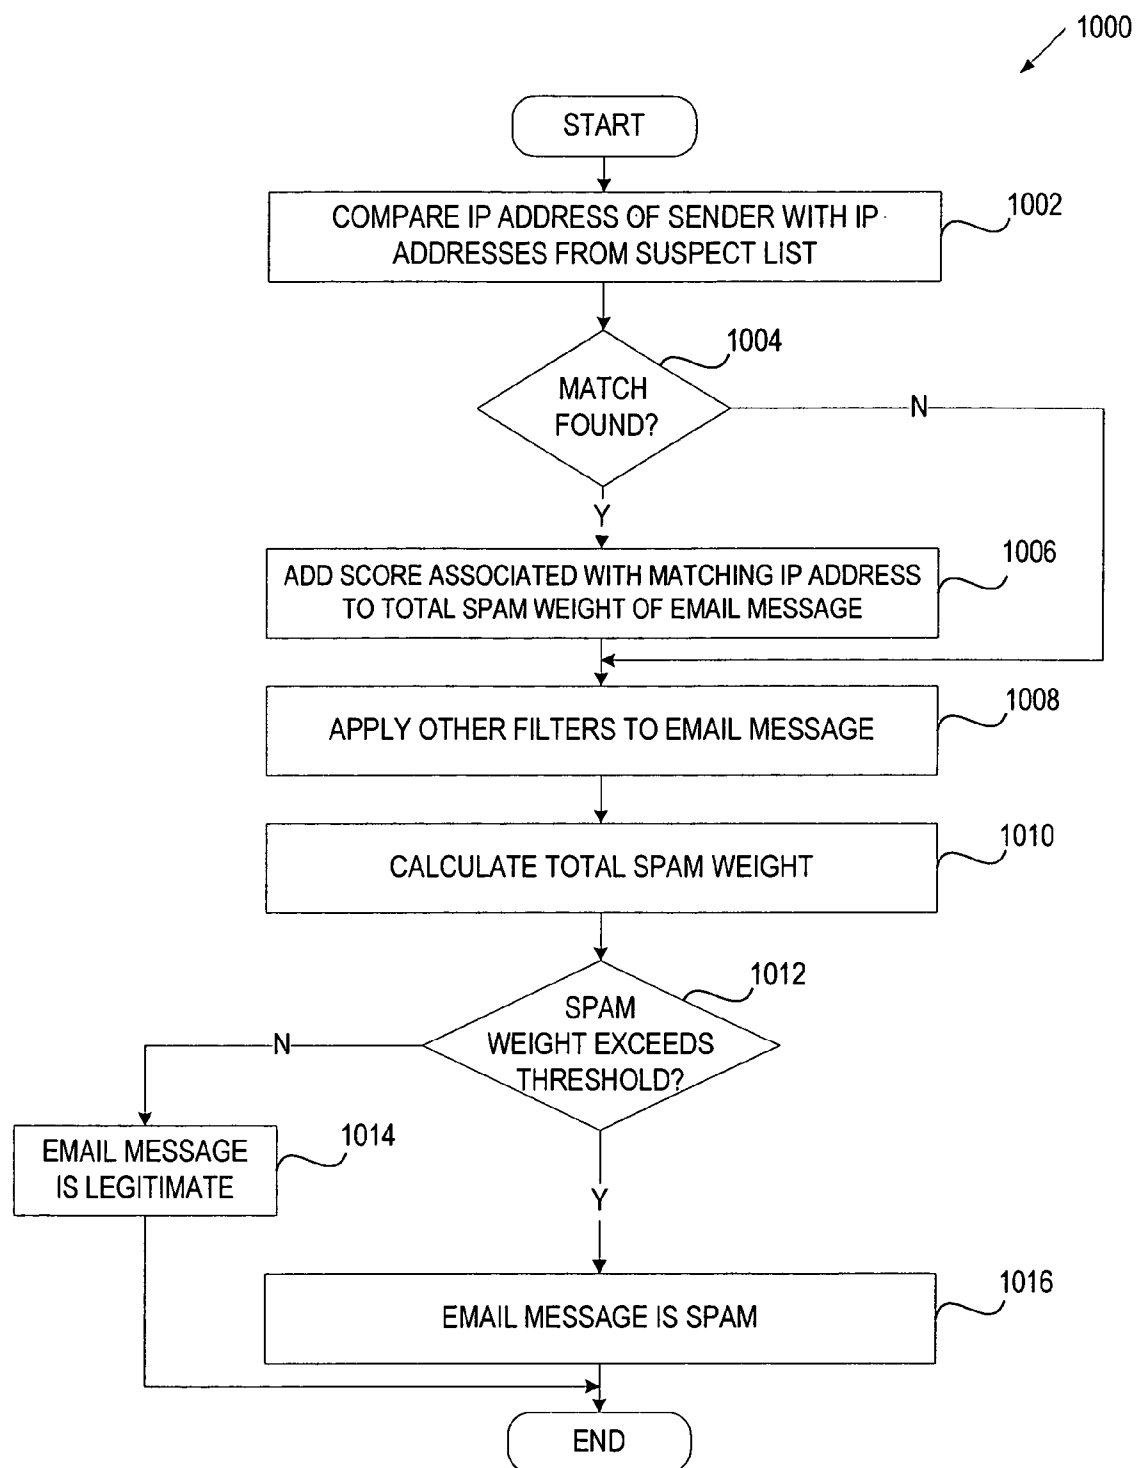 1000
START
COMPARE IP ADDRESS OF SENDER WITH IP
ADDRESSES FROM SUSPECT LIST
1002
1004
MATCH
FOUND?
N
Y
ADD SCORE ASSOCIATED WITH MATCHING IP ADDRESS
TO TOTAL SPAM WEIGHT OF EMAIL MESSAGE
1006
APPLY OTHER FILTERS TO EMAIL MESSAGE
1008
CALCULATE TOTAL SPAM WEIGHT
1010
1012
SPAM
WEIGHT EXCEEDS
THRESHOLD?
N
EMAIL MESSAGE
IS LEGITIMATE
1014
Y
EMAIL MESSAGE IS SPAM
1016
END